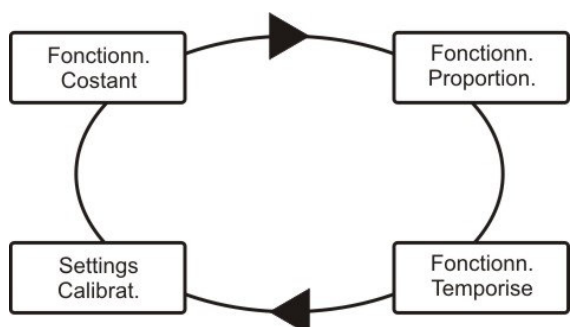 Fonctionn.
Costant
Fonctionn.
Proportion.
Settings
Calibrat.
Fonctionn.
Temporise